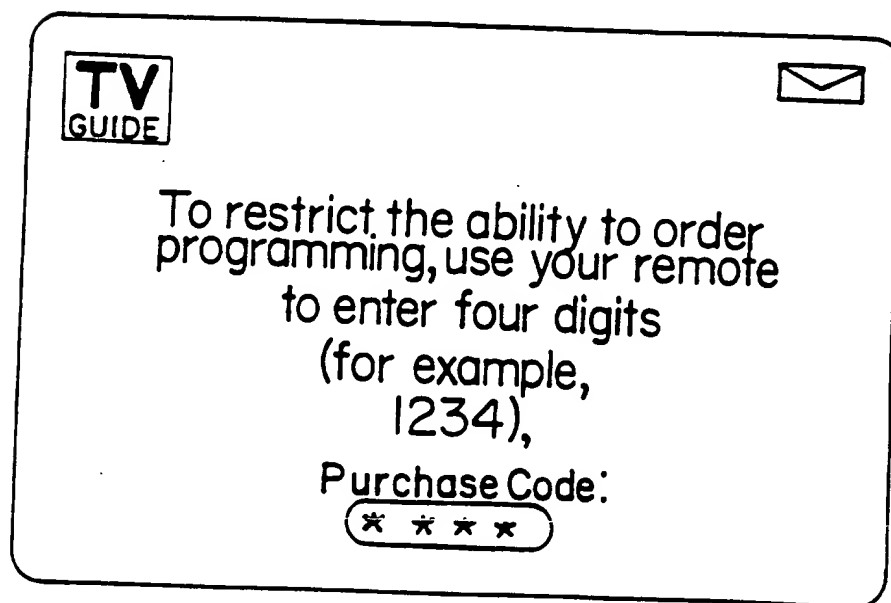 TV
GUIDE
To restrict the ability to order
programming, use your remote
to enter four digits
(for example,
1234),
Purchase Code:
* * * *